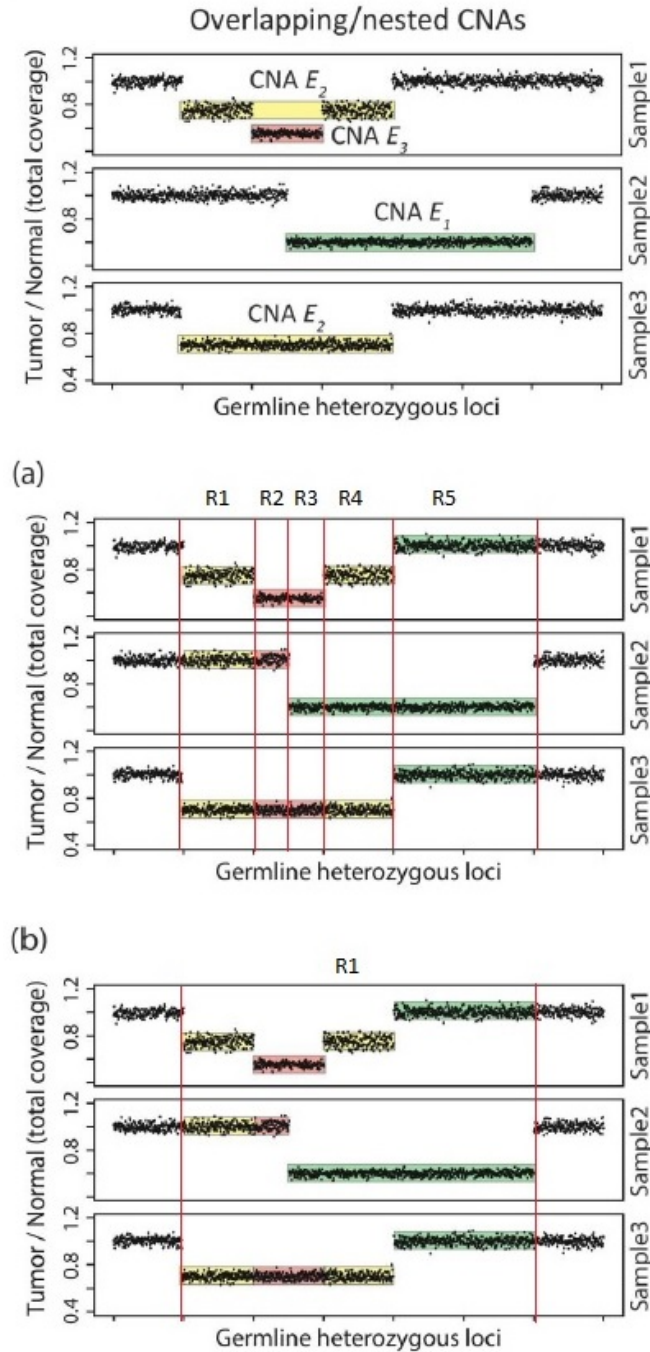 Overlapping/nested CNAs
Tumor / Normal (total coverage)
1.2
0.8
CNA E2
CNA E3
Sample1
1.2
0.8
CNA E1
Sample2
1.2
0.8
0.4
CNA E2
Sample3
Germline heterozygous loci
(a)
R1 R2 R3 R4 R5
Tumor / Normal (total coverage)
1.2
0.8
Sample1
1.2
0.8
Sample2
1.2
0.8
0.4
Sample3
Germline heterozygous loci
(b)
R1
Tumor / Normal (total coverage)
1.2
0.8
Sample1
1.2
0.8
Sample2
1.2
0.8
0.4
Sample3
Germline heterozygous loci